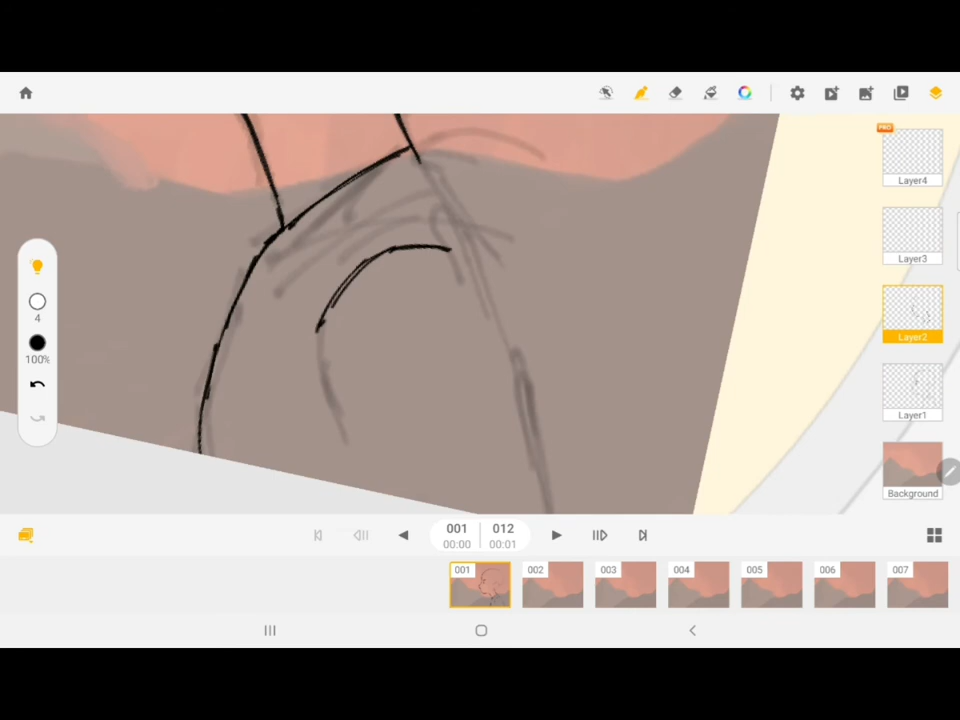 PRO
Layer4
Layer3
4
Layer2
100%
Layer1
Background
001 012
00:00 00:01
001 002 003 004 005 006 007